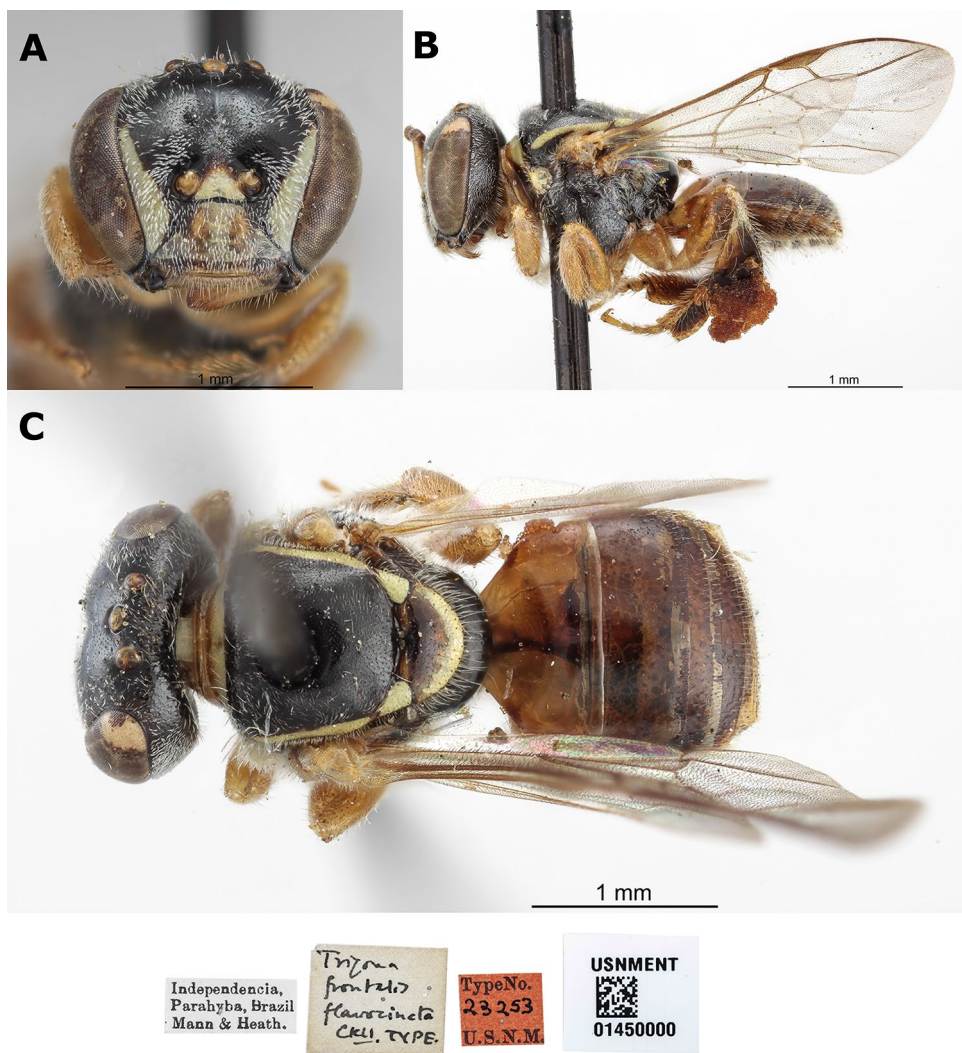 A
B
1 mm
1 mm
C
1 mm
Independencia,
Parahyba, Brazil
Mann & Heath.
Trigona
frontalis
flavocincta
Ckll. TYPE.
TypeNo.
23253
U.S.N.M.
USNMENT
01450000